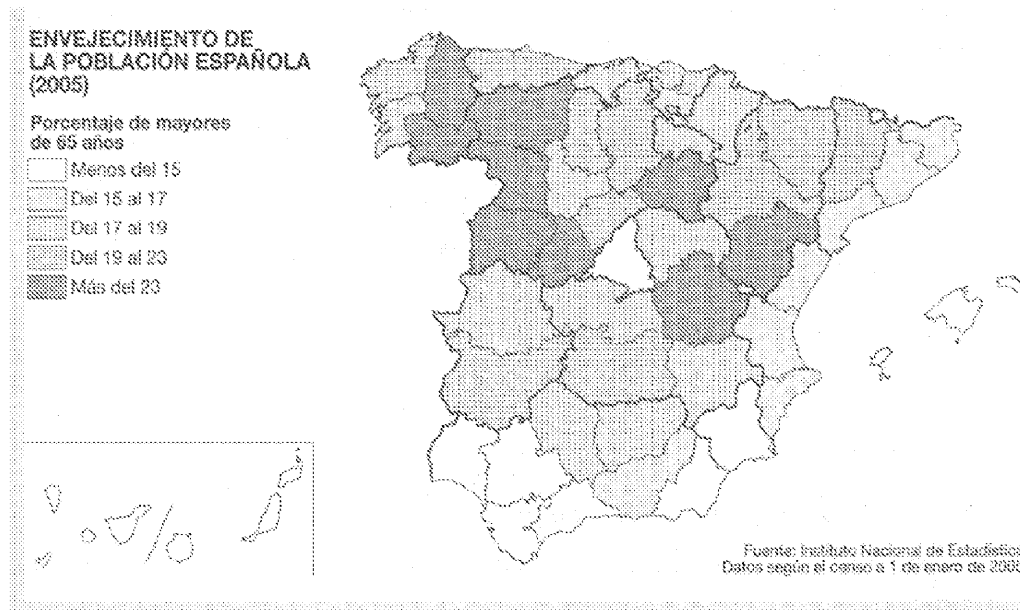 ENVEJECIMIENTO DE
LA POBLACIÓN ESPAÑOLA
(2005)
Porcentaje de mayores
de 65 años
Menos del 15
Del 15 al 17
Del 17 al 19
Del 19 al 23
Más del 23
Fuente: Instituto Nacional de Estadística
Datos según el censo a 1 de enero de